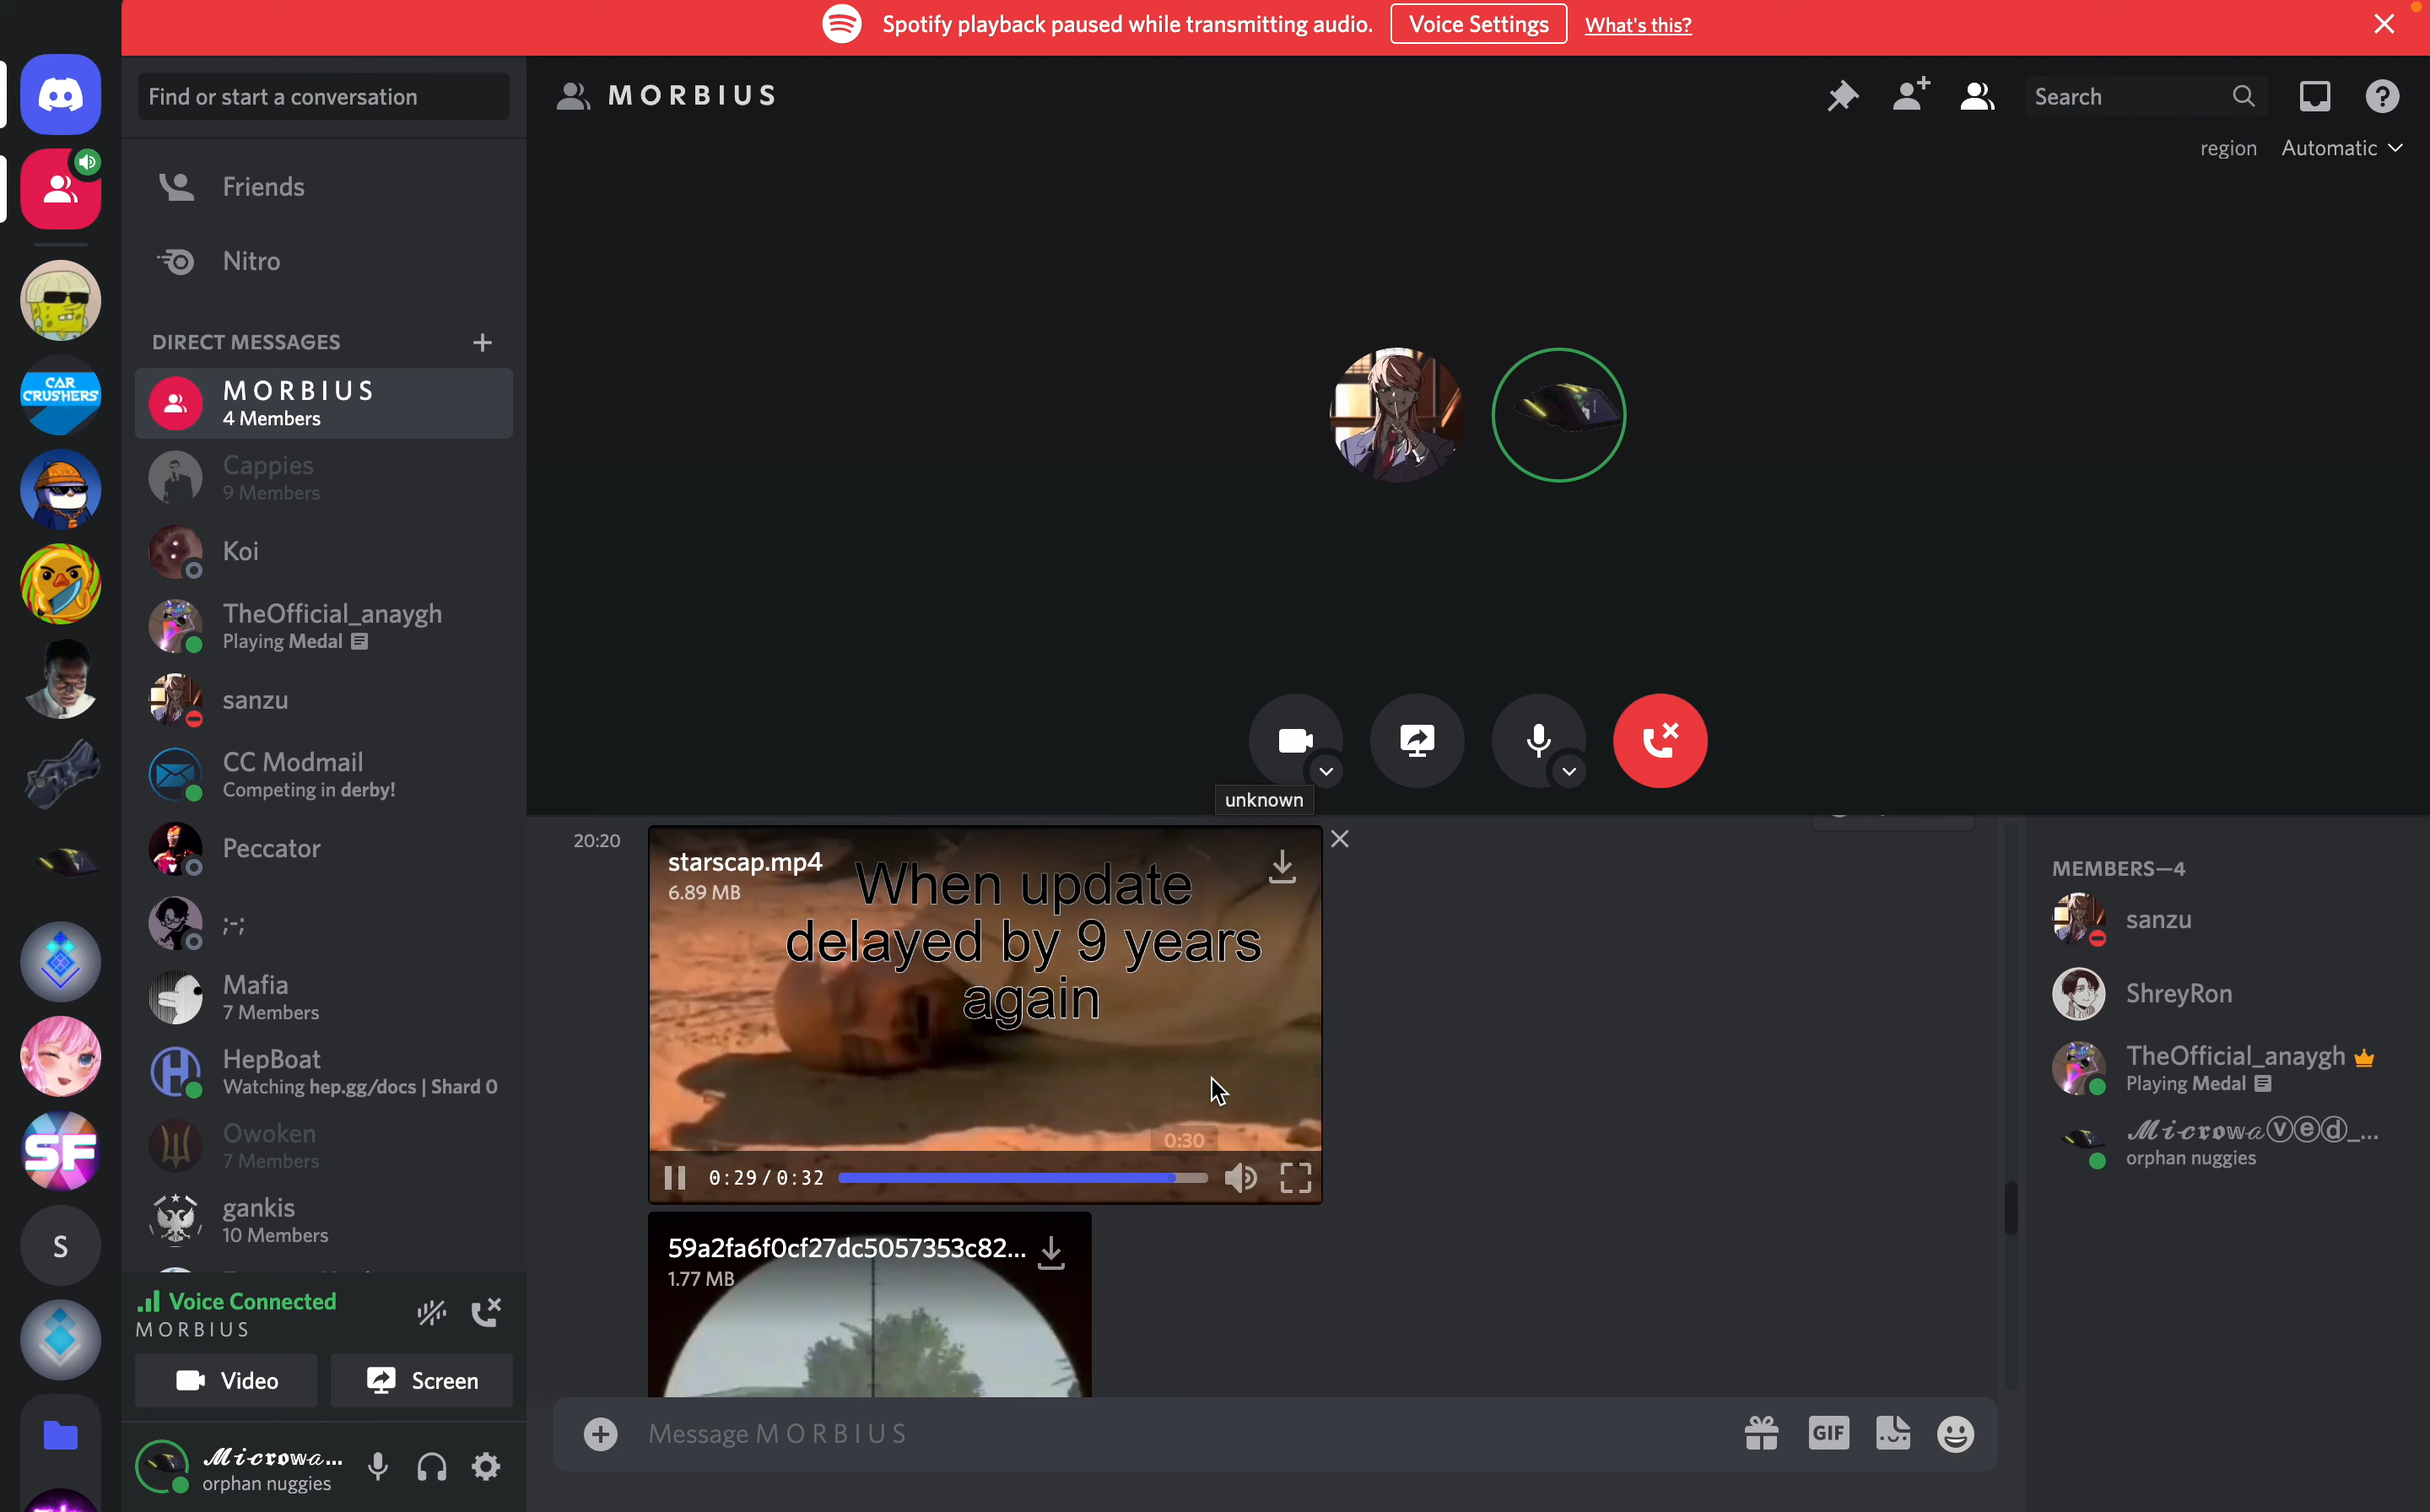 Spotify playback paused while transmitting audio. Voice Settings What's this?
Find or start a conversation
MORBIUS
Search
region Automatic
Friends
Nitro
DIRECT MESSAGES
MORBIUS
4 Members
Cappies
9 Members
Koi
TheOfficial_anaygh
Playing Medal
sanzu
CC Modmail
Competing in derby!
Peccator
;-;
Mafia
7 Members
HepBoat
Watching hep.gg/docs | Shard 0
Owoken
7 Members
gankis
10 Members
Voice Connected
MORBIUS
Video
Screen
𝓜𝓲𝓬𝓻𝓸𝔀𝓪...
orphan nuggies
CAR
CRUSHERS
SF
S
unknown
20:20
starscap.mp4
6.89 MB
When update
delayed by 9 years
again
0:30
0:29/0:32
59a2fa6f0cf27dc5057353c82...
1.77 MB
Message MORBIUS
GIF
MEMBERS—4
sanzu
ShreyRon
TheOfficial_anaygh
Playing Medal
𝓜𝓲𝓬𝓻𝓸𝔀𝓪ⓥⓔⓓ_...
orphan nuggies